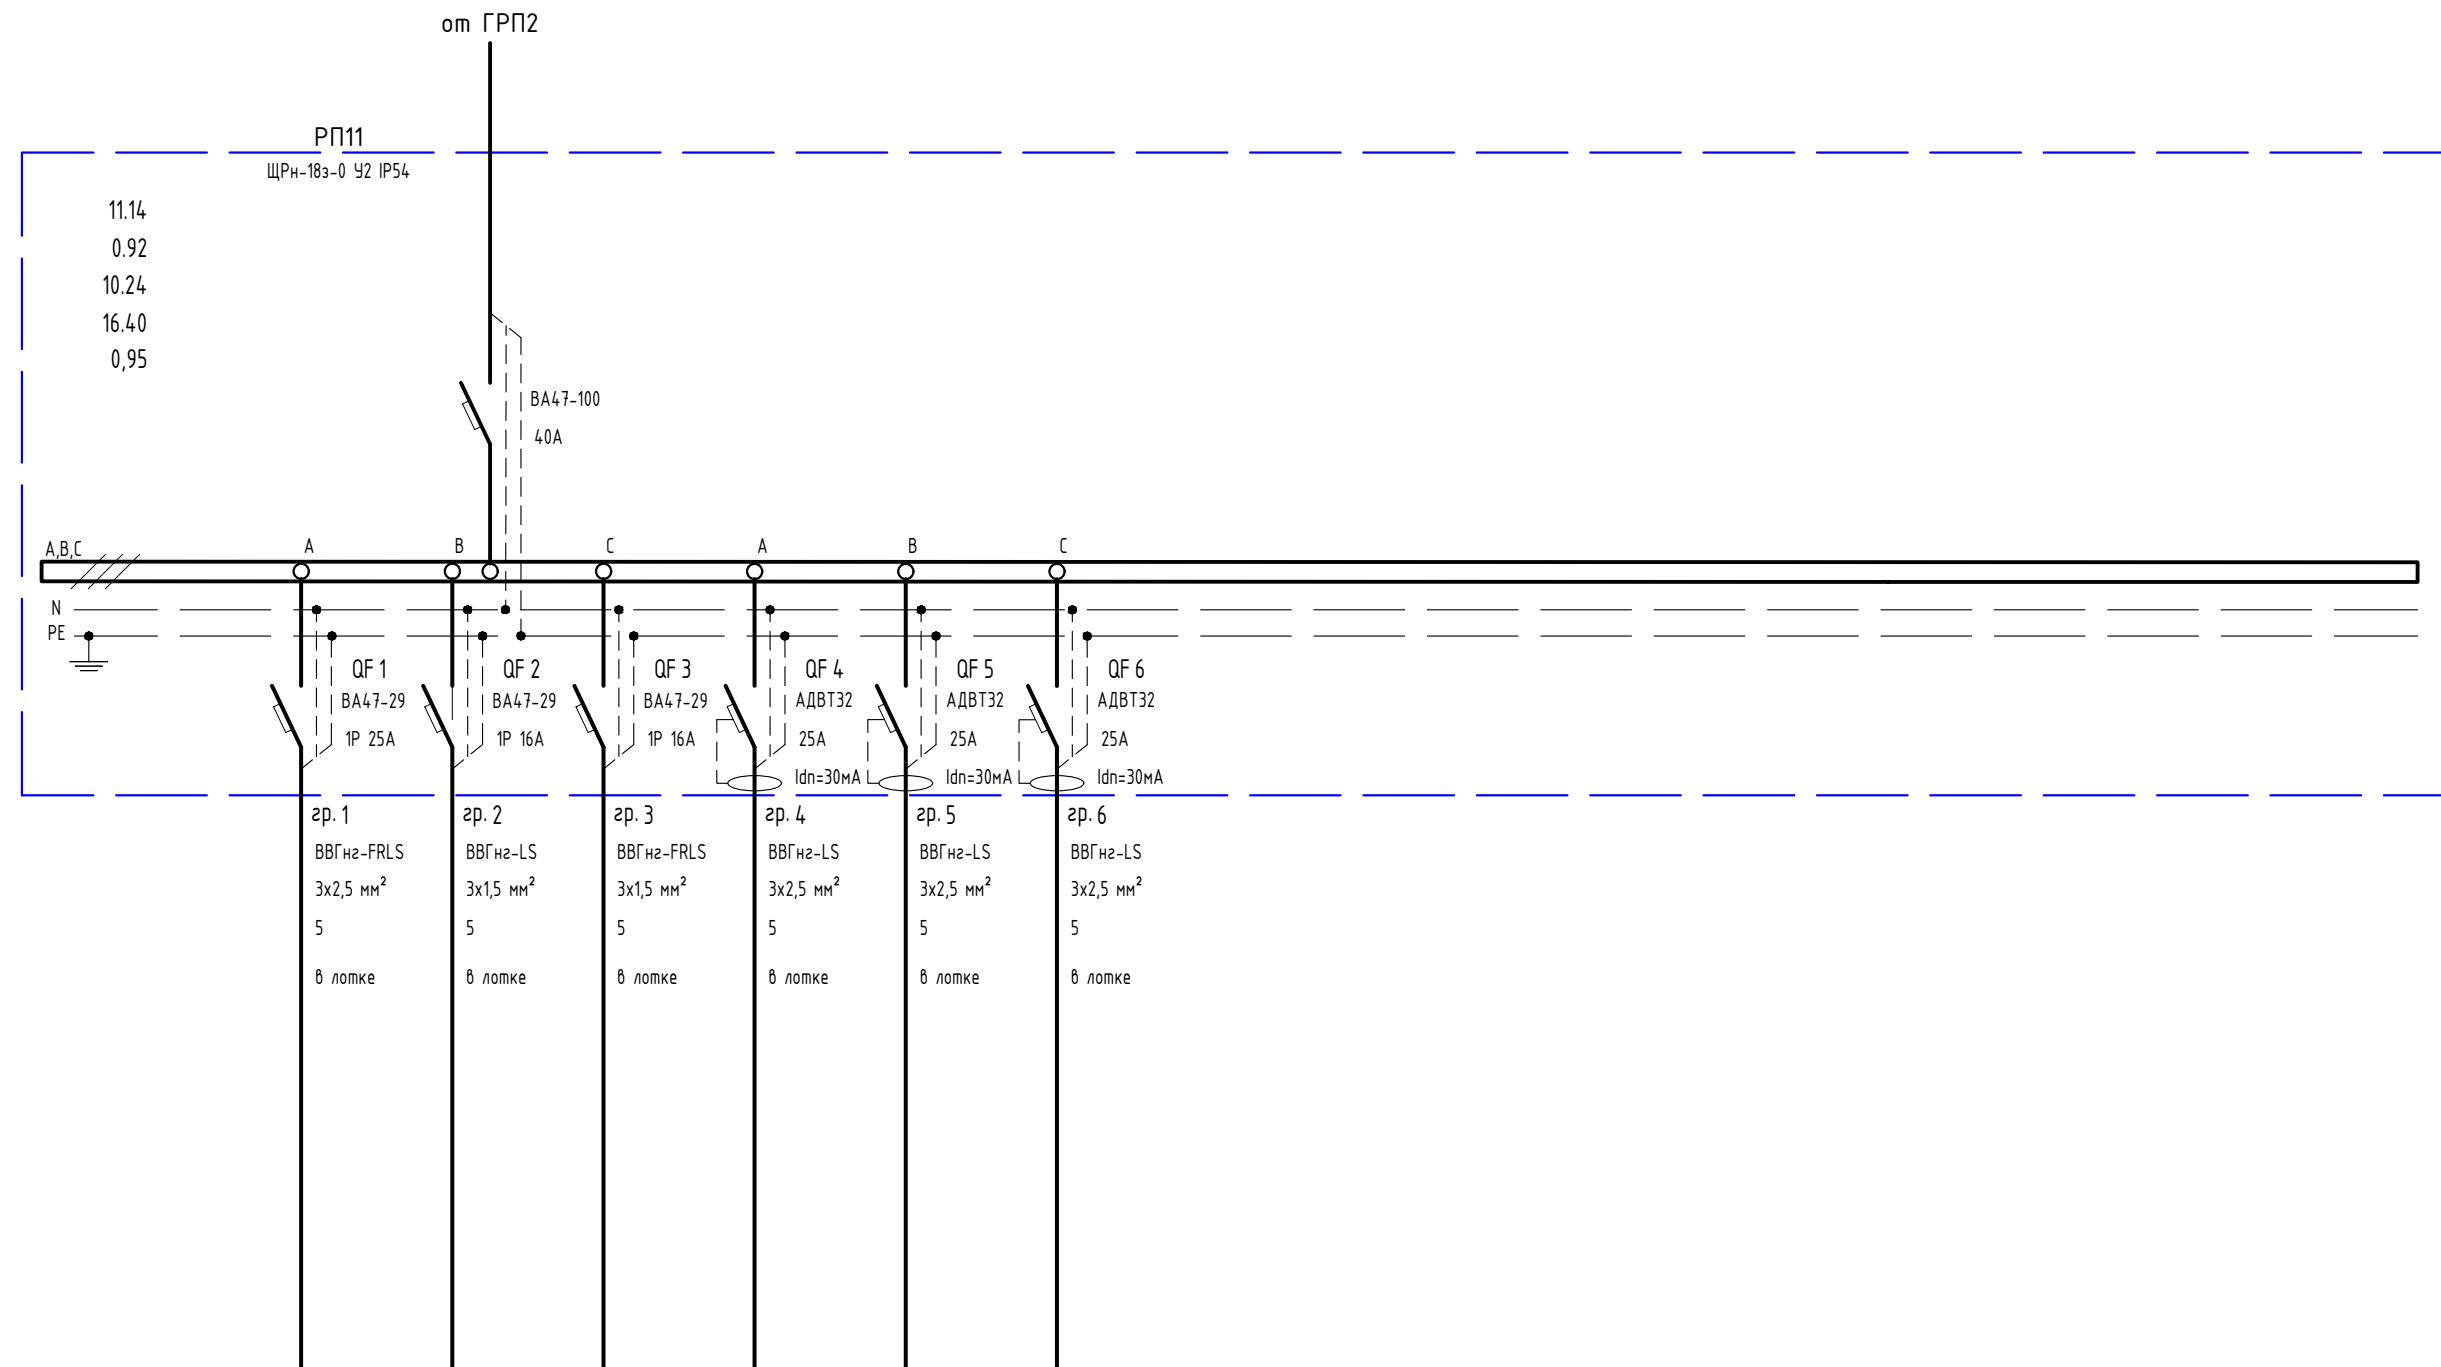 от ГРП2
РП11
ЩРн-18з-0 У2 IP54
11.14
0.92
10.24
16.40
0,95
ВА47-100
40А
A,B,C
A B C A B C
N
PE
QF 1 QF 2 QF 3 QF 4 QF 5 QF 6
ВА47-29 ВА47-29 ВА47-29 АДВТ32 АДВТ32 АДВТ32
1Р 25А 1Р 16А 1Р 16А 25А 25А 25А
Idn=30мА Idn=30мА Idn=30мА
гр. 1 гр. 2 гр. 3 гр. 4 гр. 5 гр. 6
ВВГнг-FRLS ВВГнг-LS ВВГнг-FRLS ВВГнг-LS ВВГнг-LS ВВГнг-LS
3х2,5 мм² 3х1,5 мм² 3х1,5 мм² 3х2,5 мм² 3х2,5 мм² 3х2,5 мм²
5 5 5 5 5 5
в лотке в лотке в лотке в лотке в лотке в лотке